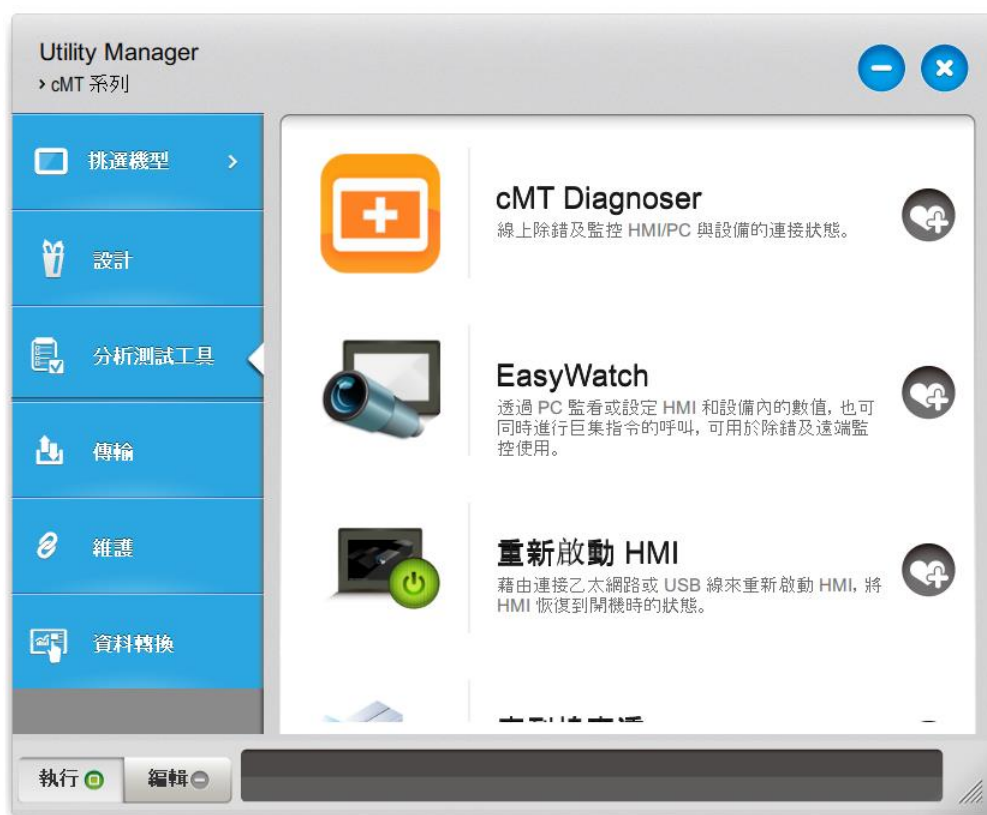 Utility Manager
› cMT 系列
挑選機型
設計
分析測試工具
傳輸
維護
資料轉換
cMT Diagnoser
線上除錯及監控 HMI/PC 與設備的連接狀態。
EasyWatch
透過 PC 監看或設定 HMI 和設備內的數值, 也可
同時進行巨集指令的呼叫, 可用於除錯及遠端監
控使用。
重新啟動 HMI
藉由連接乙太網路或 USB 線來重新啟動 HMI, 將
HMI 恢復到開機時的狀態。
執行
編輯